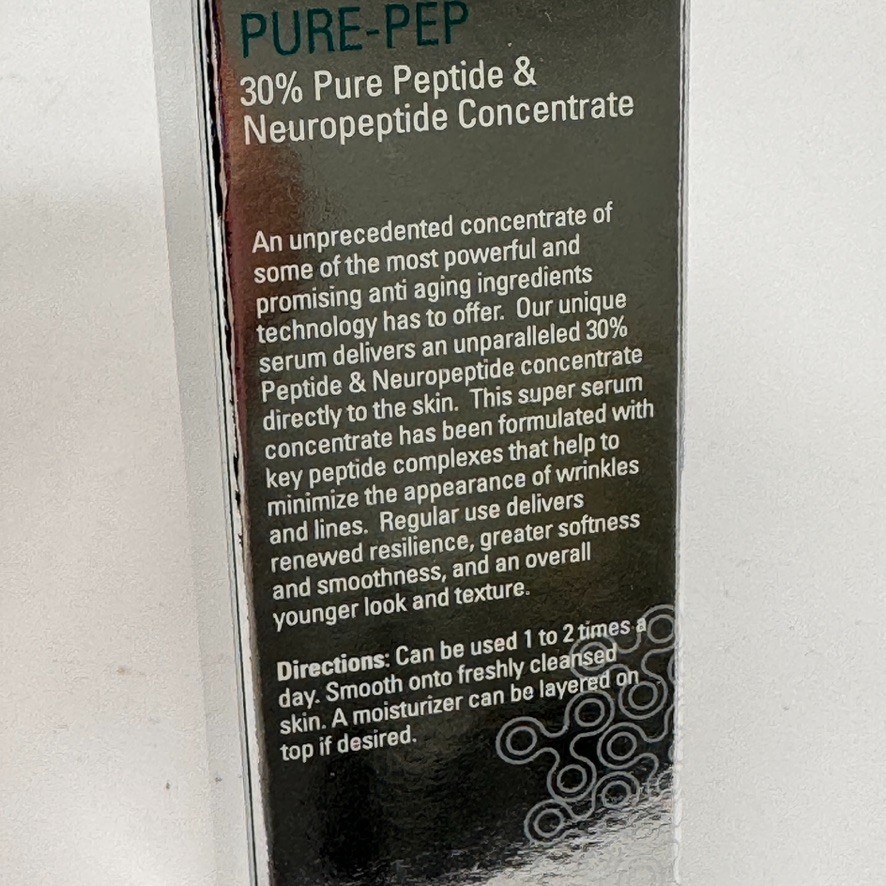 PURE-PEP
30% Pure Peptide &
Neuropeptide Concentrate
An unprecedented concentrate of
some of the most powerful and
promising anti aging ingredients
technology has to offer. Our unique
serum delivers an unparalleled 30%
Peptide & Neuropeptide concentrate
directly to the skin. This super serum
concentrate has been formulated with
key peptide complexes that help to
minimize the appearance of wrinkles
and lines. Regular use delivers
renewed resilience, greater softness
and smoothness, and an overall
younger look and texture.
Directions: Can be used 1 to 2 times a
day. Smooth onto freshly cleansed
skin. A moisturizer can be layered on
top if desired.